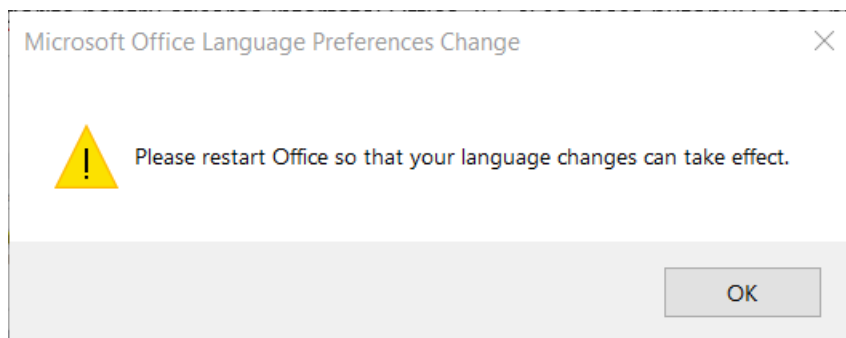 Microsoft Office Language Preferences Change
Please restart Office so that your language changes can take effect.
OK